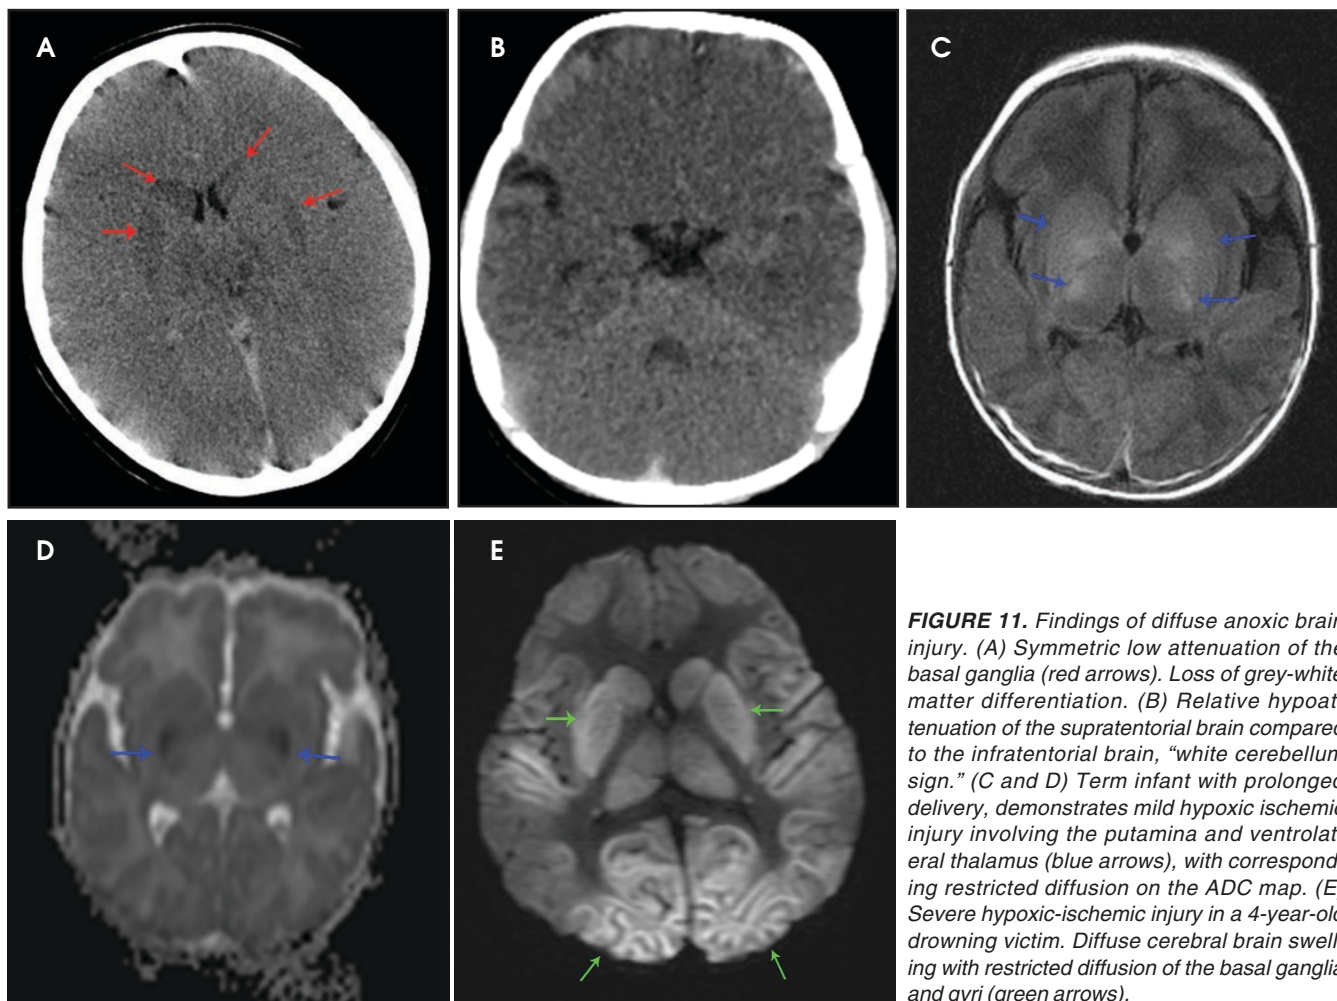 A
B
C
D
E
FIGURE 11. Findings of diffuse anoxic brain
injury. (A) Symmetric low attenuation of the
basal ganglia (red arrows). Loss of grey-white
matter differentiation. (B) Relative hypoat-
tenuation of the supratentorial brain compared
to the infratentorial brain, “white cerebellum
sign.” (C and D) Term infant with prolonged
delivery, demonstrates mild hypoxic ischemic
injury involving the putamina and ventrolat-
eral thalamus (blue arrows), with correspond-
ing restricted diffusion on the ADC map. (E)
Severe hypoxic-ischemic injury in a 4-year-old
drowning victim. Diffuse cerebral brain swell-
ing with restricted diffusion of the basal ganglia
and gyri (green arrows).